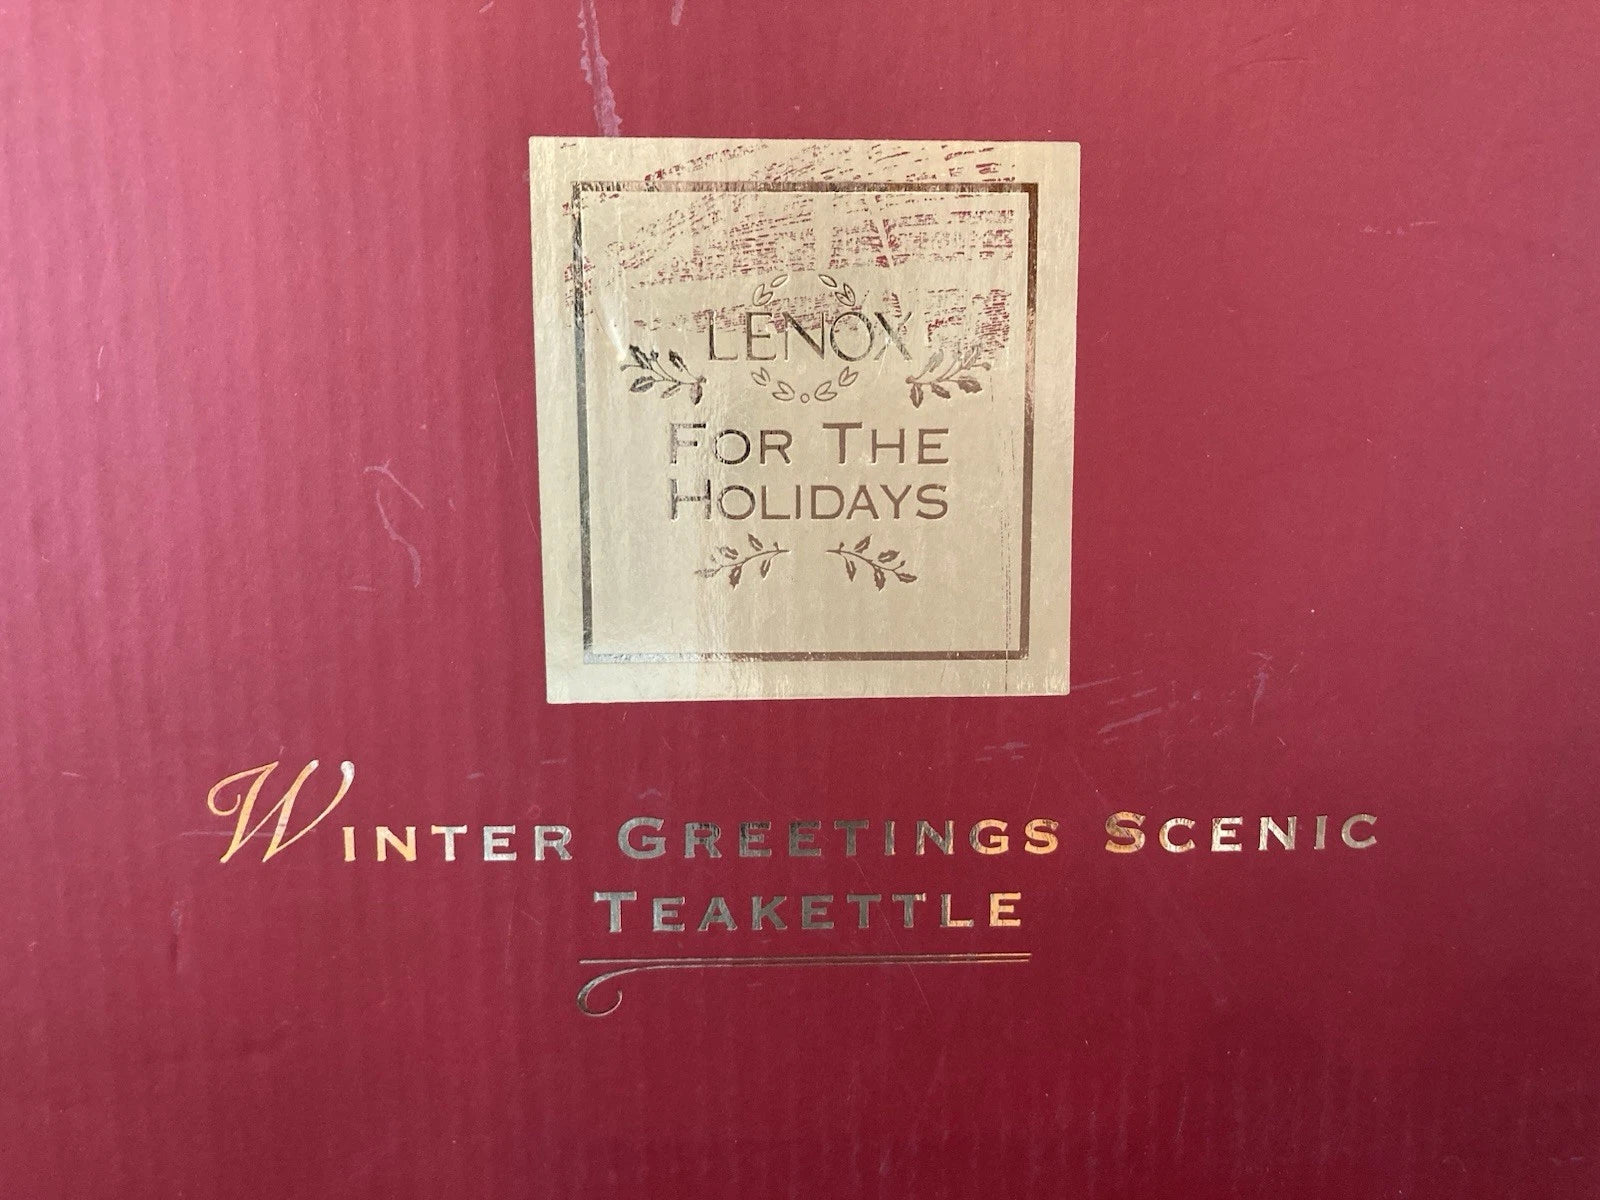 LENOX
FOR THE
HOLIDAYS
WINTER GREETINGS SCENIC
TEAKETTLE